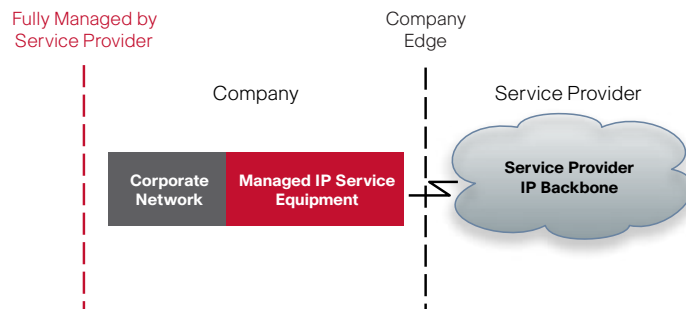 Fully Managed by
Service Provider
Company
Edge
Company
Service Provider
Corporate
Network
Managed IP Service
Equipment
Service Provider
IP Backbone